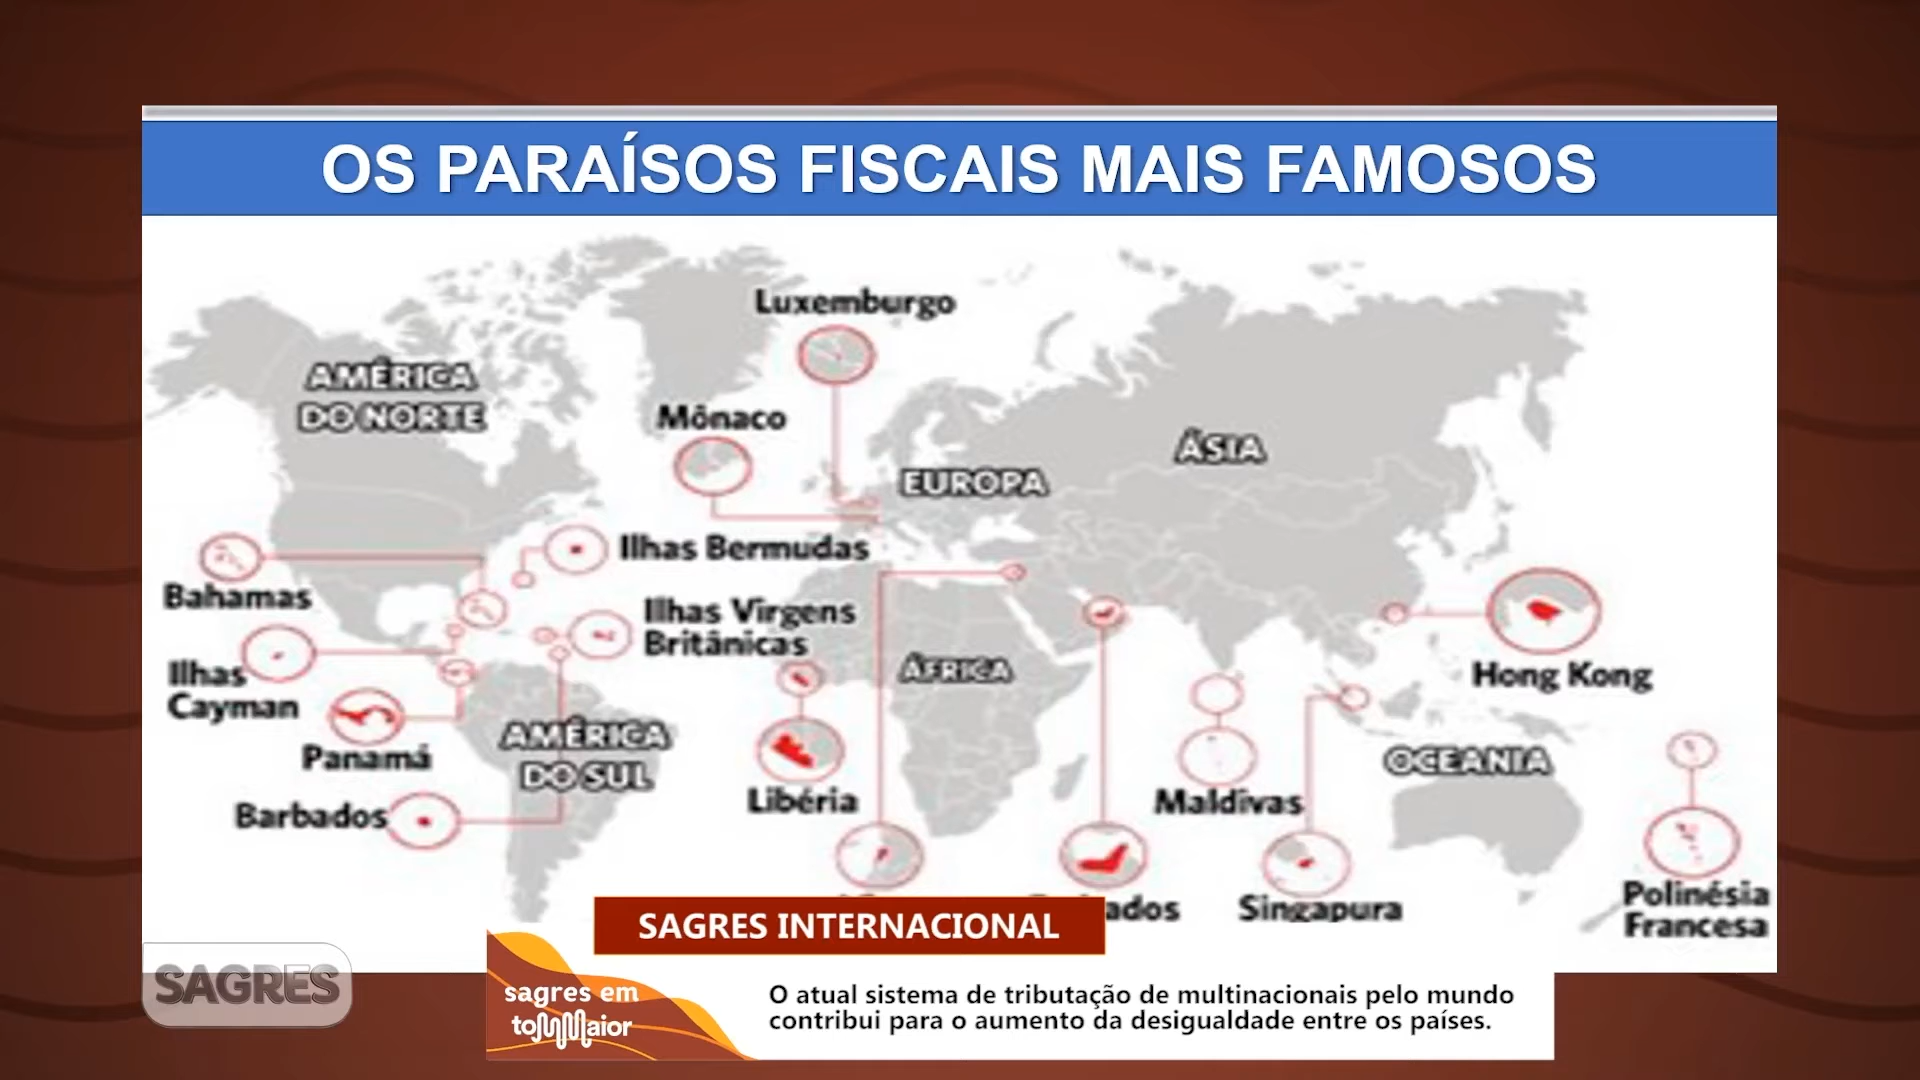 OS PARAÍSOS FISCAIS MAIS FAMOSOS
Luxemburgo
AMÉRICA
DO NORTE
Mônaco
ÁSIA
EUROPA
Ilhas Bermudas
Bahamas
Ilhas Virgens
Britânicas
Ilhas
Cayman
ÁFRICA
Hong Kong
Panamá
AMÉRICA
DO SUL
OCEANIA
Libéria
Maldivas
Barbados
ados
Singapura
Polinésia
Francesa
SAGRES INTERNACIONAL
SAGRES
sagres em
tommaior
O atual sistema de tributação de multinacionais pelo mundo
contribui para o aumento da desigualdade entre os países.